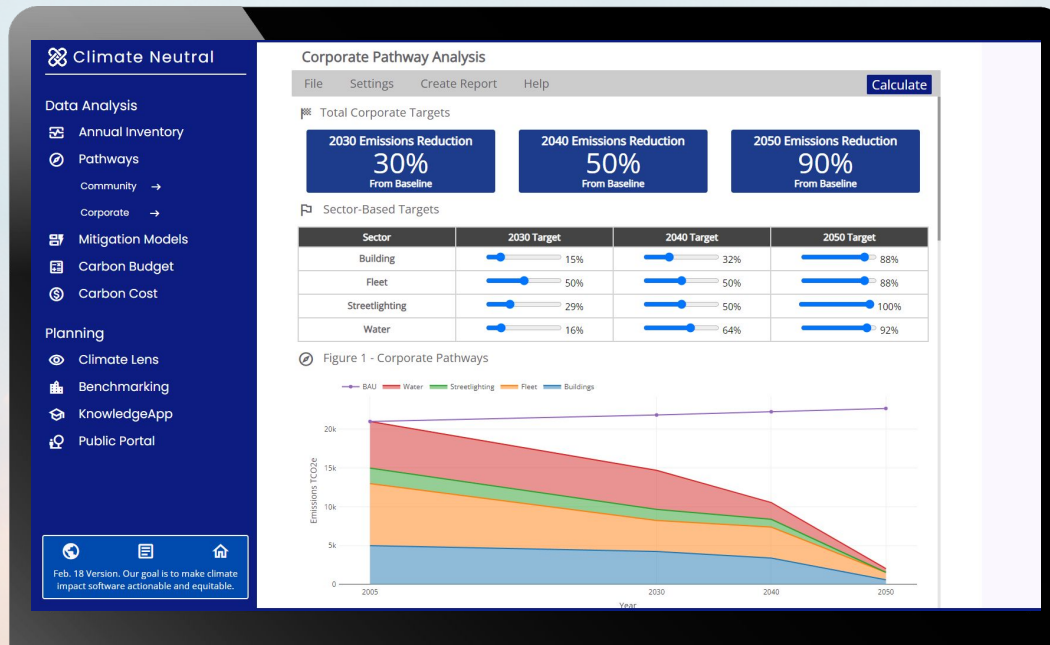 Climate Neutral
Data Analysis
Annual Inventory
Pathways
Community →
Corporate →
Mitigation Models
Carbon Budget
Carbon Cost
Planning
Climate Lens
Benchmarking
KnowledgeApp
Public Portal
Feb. 18 Version. Our goal is to make climate
impact software actionable and equitable.
Corporate Pathway Analysis
File Settings Create Report Help Calculate
Total Corporate Targets
2030 Emissions Reduction
30%
From Baseline
2040 Emissions Reduction
50%
From Baseline
2050 Emissions Reduction
90%
From Baseline
Sector-Based Targets
Sector 2030 Target 2040 Target 2050 Target
Building 15% 32% 88%
Fleet 50% 50% 88%
Streetlighting 29% 50% 100%
Water 16% 64% 92%
Figure 1 - Corporate Pathways
BAU Water Streetlighting Fleet Buildings
Emissions TCO2e
20k
15k
10k
5k
0
2005 2030 2040 2050
Year